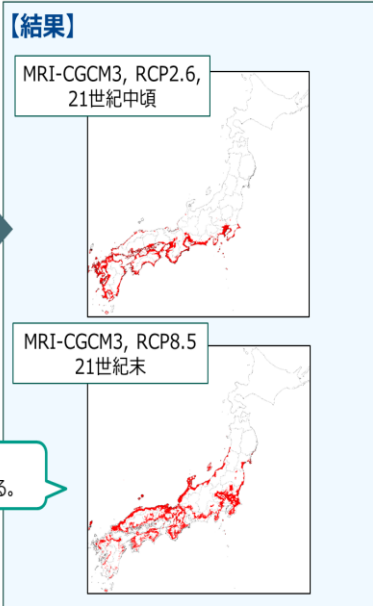 【結果】
MRI-CGCM3, RCP2.6,
21世紀中頃
MRI-CGCM3, RCP8.5
21世紀末
る。